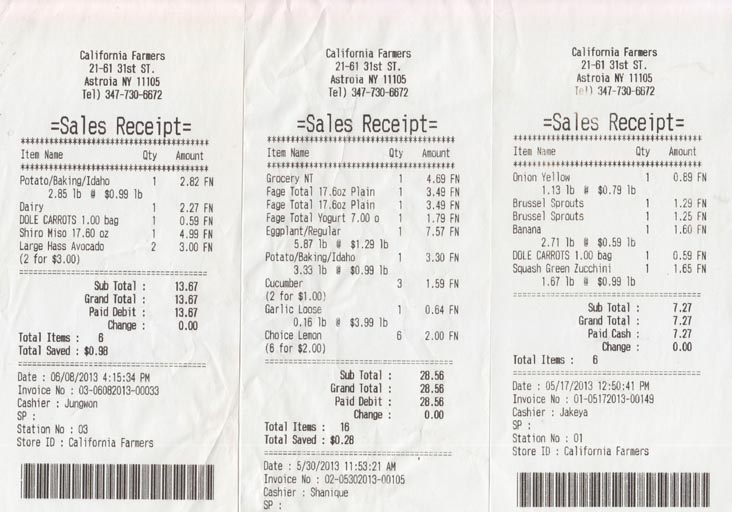 California Farmers
21-61 31st ST.
Astroia NY 11105
Tel) 347-730-6672
=Sales Receipt=
Item Name Qty Amount
Potato/Baking/Idaho 1 2.82 FN
2.85 lb @ $0.99 lb
Dairy 1 2.27 FN
DOLE CARROTS 1.00 bag 1 0.59 FN
Shiro Miso 17.60 oz 1 4.99 FN
Large Hass Avocado 2 3.00 FN
(2 for $3.00)
Sub Total : 13.67
Grand Total : 13.67
Paid Debit : 13.67
Change : 0.00
Total Items : 6
Total Saved : $0.98
Date : 06/08/2013 4:15:34 PM
Invoice No : 03-06082013-00033
Cashier : Jungwon
SP :
Station No : 03
Store ID : California Farmers
California Farmers
21-61 31st ST.
Astroia NY 11105
Tel) 347-730-6672
=Sales Receipt=
Item Name Qty Amount
Grocery NT 1 4.69 FN
Fage Total 17.6oz Plain 1 3.49 FN
Fage Total 17.6oz Plain 1 3.49 FN
Fage Total Yogurt 7.00 o 1 1.79 FN
Eggplant/Regular 1 7.57 FN
5.87 lb @ $1.29 lb
Potato/Baking/Idaho 1 3.30 FN
3.33 lb @ $0.99 lb
Cucumber 3 1.59 FN
(2 for $1.00)
Garlic Loose 1 0.64 FN
0.16 lb @ $3.99 lb
Choice Lemon 6 2.00 FN
(6 for $2.00)
Sub Total : 28.56
Grand Total : 28.56
Paid Debit : 28.56
Change : 0.00
Total Items : 16
Total Saved : $0.28
Date : 5/30/2013 11:53:21 AM
Invoice No : 02-05302013-00105
Cashier : Shanique
SP :
California Farmers
21-61 31st ST.
Astroia NY 11105
Tel) 347-730-6672
=Sales Receipt=
Item Name Qty Amount
Onion Yellow 1 0.89 FN
1.13 lb @ $0.79 lb
Brussel Sprouts 1 1.29 FN
Brussel Sprouts 1 1.25 FN
Banana 1 1.60 FN
2.71 lb @ $0.59 lb
DOLE CARROTS 1.00 bag 1 0.59 FN
Squash Green Zucchini 1 1.65 FN
1.67 lb @ $0.99 lb
Sub Total : 7.27
Grand Total : 7.27
Paid Cash : 7.27
Change : 0.00
Total Items : 6
Date : 05/17/2013 12:50:41 PM
Invoice No : 01-05172013-00149
Cashier : Jakeya
SP :
Station No : 01
Store ID : California Farmers